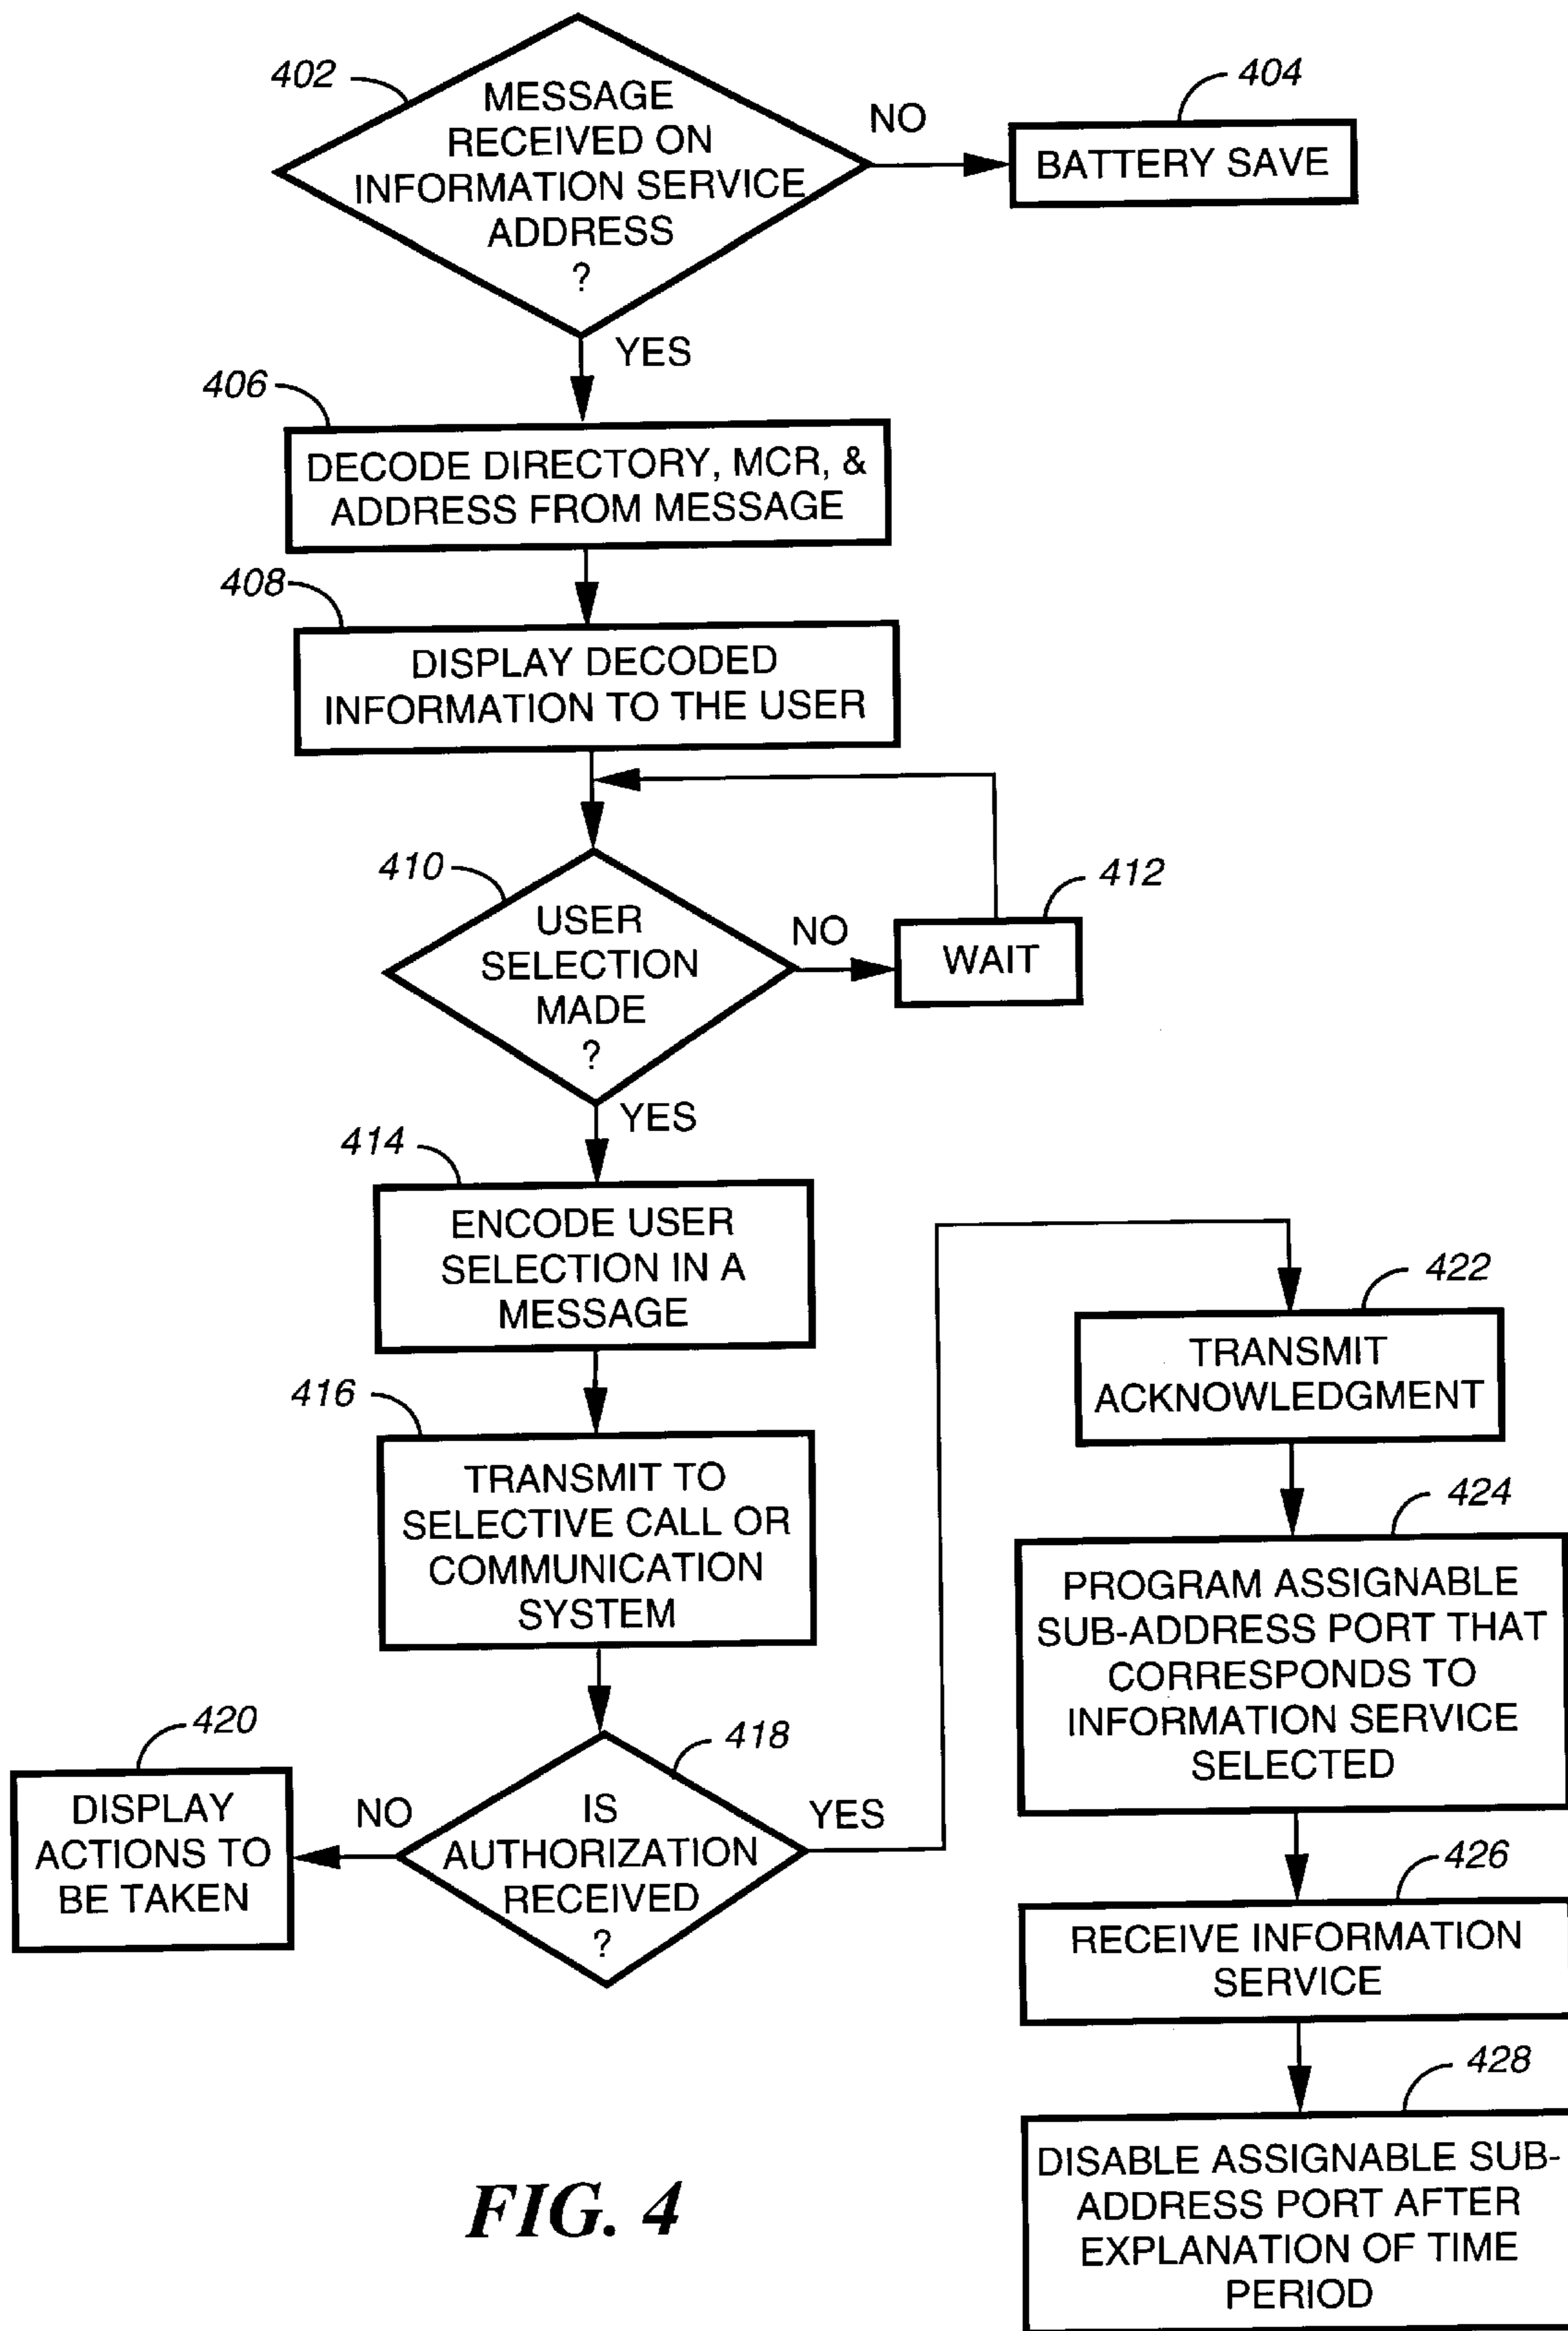 402
MESSAGE
RECEIVED ON
INFORMATION SERVICE
ADDRESS
?
NO
404
BATTERY SAVE
YES
406
DECODE DIRECTORY, MCR, &
ADDRESS FROM MESSAGE
408
DISPLAY DECODED
INFORMATION TO THE USER
410
USER
SELECTION
MADE
?
NO
412
WAIT
YES
414
ENCODE USER
SELECTION IN A
MESSAGE
416
TRANSMIT TO
SELECTIVE CALL OR
COMMUNICATION
SYSTEM
418
IS
AUTHORIZATION
RECEIVED
?
NO
420
DISPLAY
ACTIONS TO
BE TAKEN
YES
422
TRANSMIT
ACKNOWLEDGMENT
424
PROGRAM ASSIGNABLE
SUB-ADDRESS PORT THAT
CORRESPONDS TO
INFORMATION SERVICE
SELECTED
426
RECEIVE INFORMATION
SERVICE
428
DISABLE ASSIGNABLE SUB-
ADDRESS PORT AFTER
EXPLANATION OF TIME
PERIOD
FIG. 4